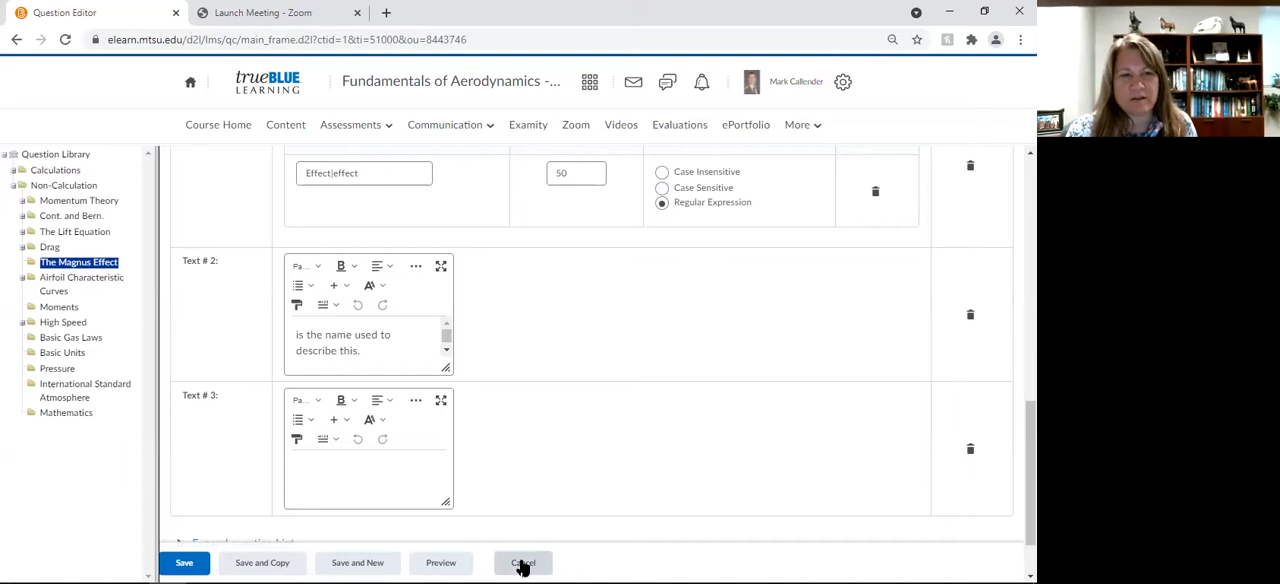 Question Editor
Launch Meeting - Zoom
elearn.mtsu.edu/d2l/lms/qc/main_frame.d2l?ctid=1&ti=51000&ou=8443746
trueBLUE LEARNING
Fundamentals of Aerodynamics -...
Mark Callender
Course Home Content Assessments Communication Examity Zoom Videos Evaluations ePortfolio More
Question Library
Calculations
Non-Calculation
Momentum Theory
Cont. and Bern.
The Lift Equation
Drag
The Magnus Effect
Airfoil Characteristic
Curves
Moments
High Speed
Basic Gas Laws
Basic Units
Pressure
International Standard
Atmosphere
Mathematics
Effect|effect
50
Case Insensitive
Case Sensitive
Regular Expression
Text # 2:
Pa...
B
is the name used to
describe this.
Text # 3:
Pa...
B
Save
Save and Copy
Save and New
Preview
Cancel